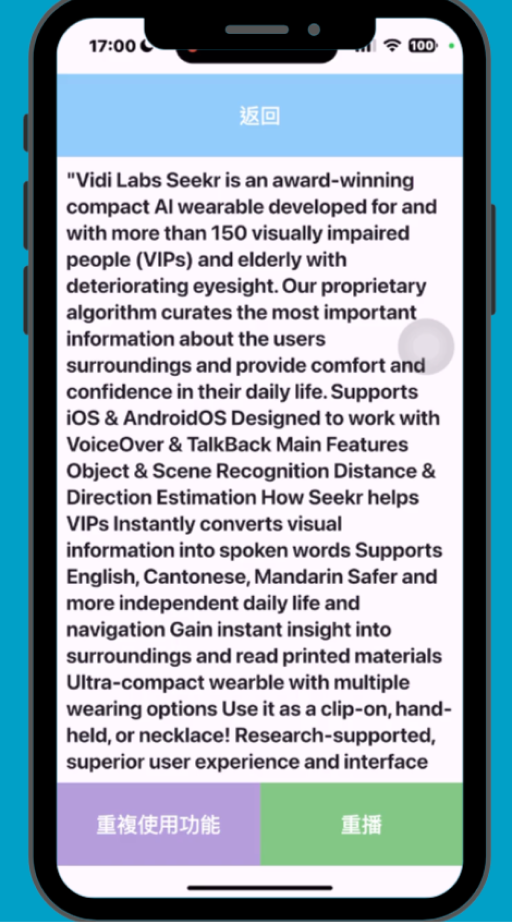 17:00
100
返回
"Vidi Labs Seekr is an award-winning
compact AI wearable developed for and
with more than 150 visually impaired
people (VIPs) and elderly with
deteriorating eyesight. Our proprietary
algorithm curates the most important
information about the users
surroundings and provide comfort and
confidence in their daily life. Supports
iOS & AndroidOS Designed to work with
VoiceOver & TalkBack Main Features
Object & Scene Recognition Distance &
Direction Estimation How Seekr helps
VIPs Instantly converts visual
information into spoken words Supports
English, Cantonese, Mandarin Safer and
more independent daily life and
navigation Gain instant insight into
surroundings and read printed materials
Ultra-compact wearble with multiple
wearing options Use it as a clip-on, hand-
held, or necklace! Research-supported,
superior user experience and interface
重複使用功能
重播